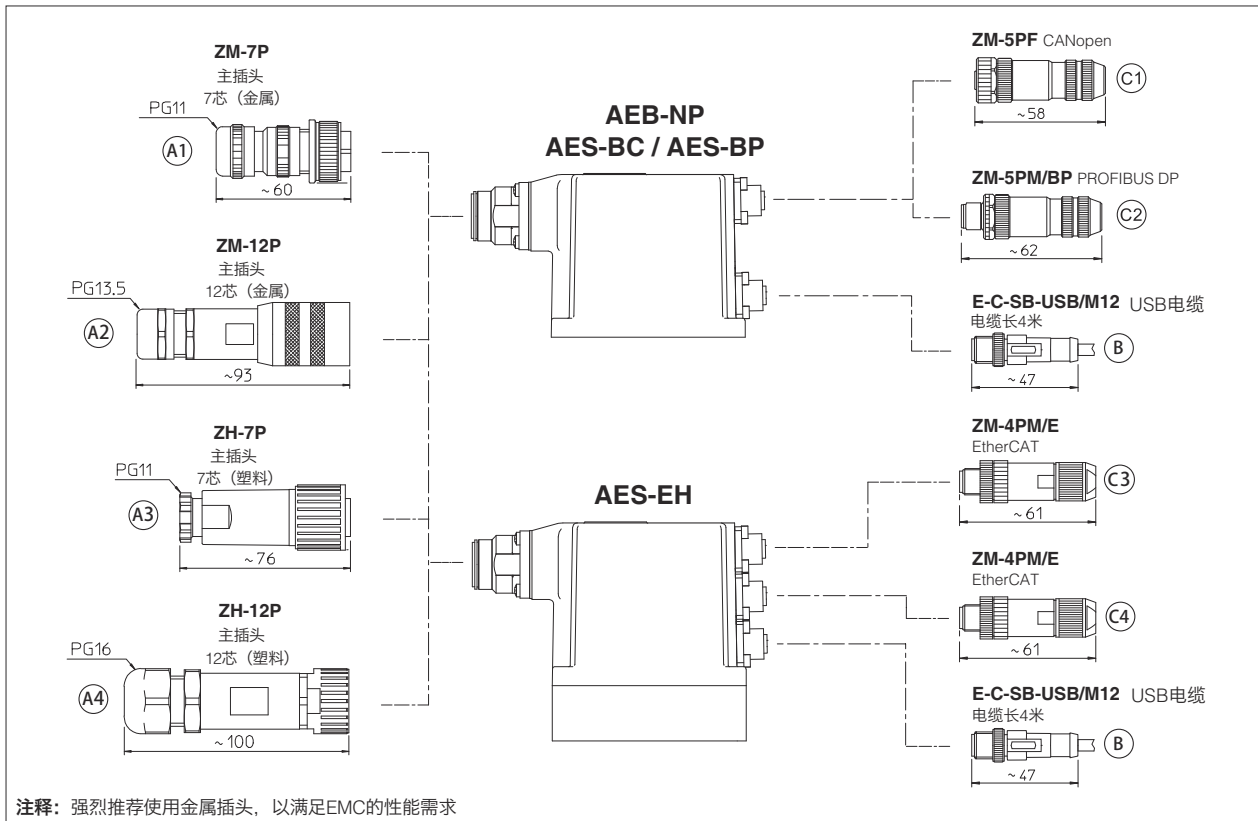 ZM-7P
主插头
7芯（金属）
PG11
A1
~60
ZM-12P
主插头
12芯（金属）
PG13.5
A2
~93
ZH-7P
主插头
7芯（塑料）
PG11
A3
~76
ZH-12P
主插头
12芯（塑料）
PG16
A4
~100
AEB-NP
AES-BC / AES-BP
AES-EH
ZM-5PF CANopen
C1
~58
ZM-5PM/BP PROFIBUS DP
C2
~62
E-C-SB-USB/M12 USB电缆
电缆长4米
B
~47
ZM-4PM/E
EtherCAT
C3
~61
ZM-4PM/E
EtherCAT
C4
~61
E-C-SB-USB/M12 USB电缆
电缆长4米
B
~47
注释：强烈推荐使用金属插头，以满足EMC的性能需求